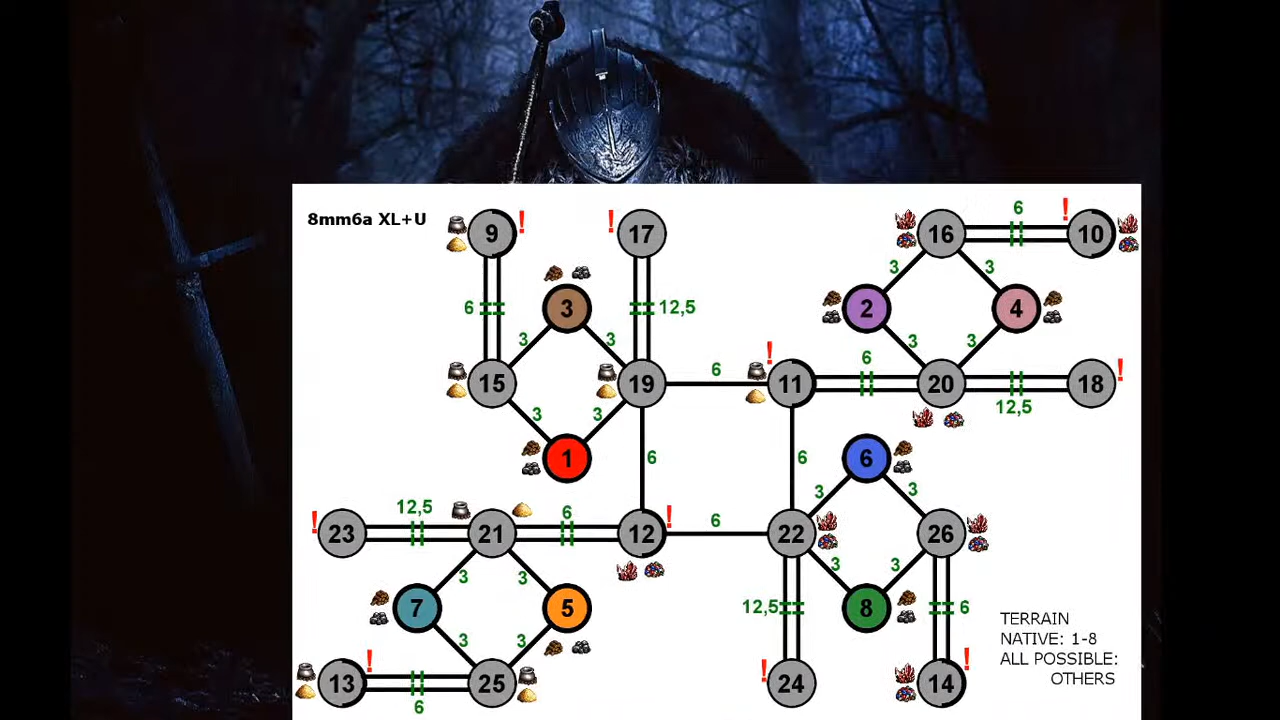 8mm6a XL+U
9 ! ! 17 16 6 ! 10
3 3
6 3 12,5 2 4
3 3 3 3
15 19 6 ! 11 6 20 18 !
12,5
3 3
1 6 6 6
3 3
! 23 12,5 21 6 12 ! 6 22 26
3 3 3 3
7 5 12,5 8 6
3 3
! 13 6 25 ! 24 14 !
TERRAIN
NATIVE: 1-8
ALL POSSIBLE:
OTHERS